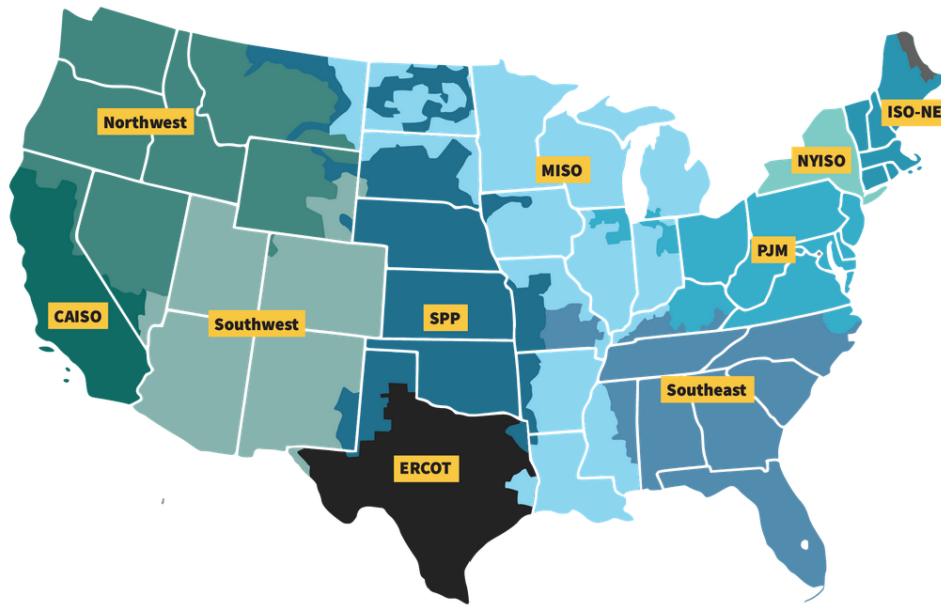 ISO-NE
Northwest
NYISO
MISO
PJM
CAISO
Southwest
SPP
Southeast
ERCOT